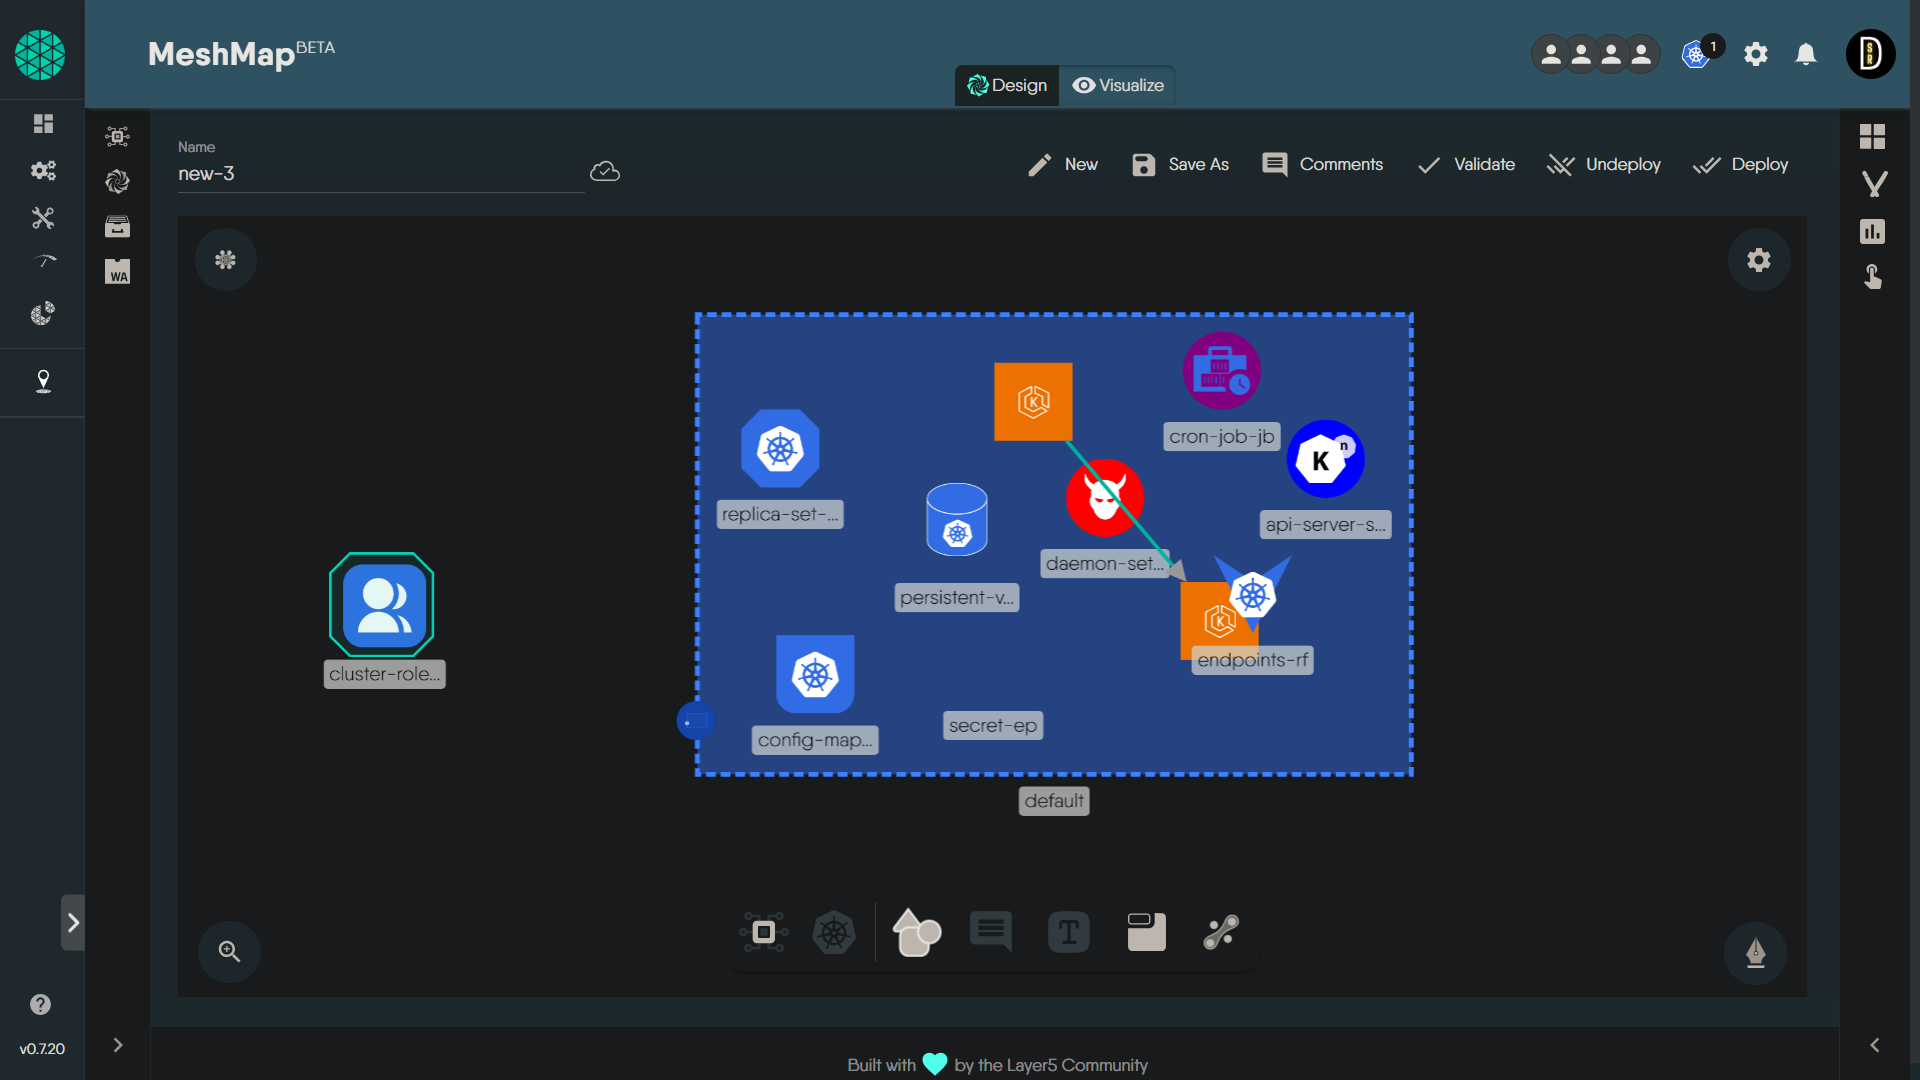 MeshMap BETA
1
D
SR
Design
Visualize
Name
new-3
New
Save As
Comments
Validate
Undeploy
Deploy
WA
K
cron-job-jb
n
K
replica-set-...
api-server-s...
daemon-set...
persistent-v...
K
endpoints-rf
cluster-role...
secret-ep
config-map...
default
T
v0.7.20
Built with by the Layer5 Community